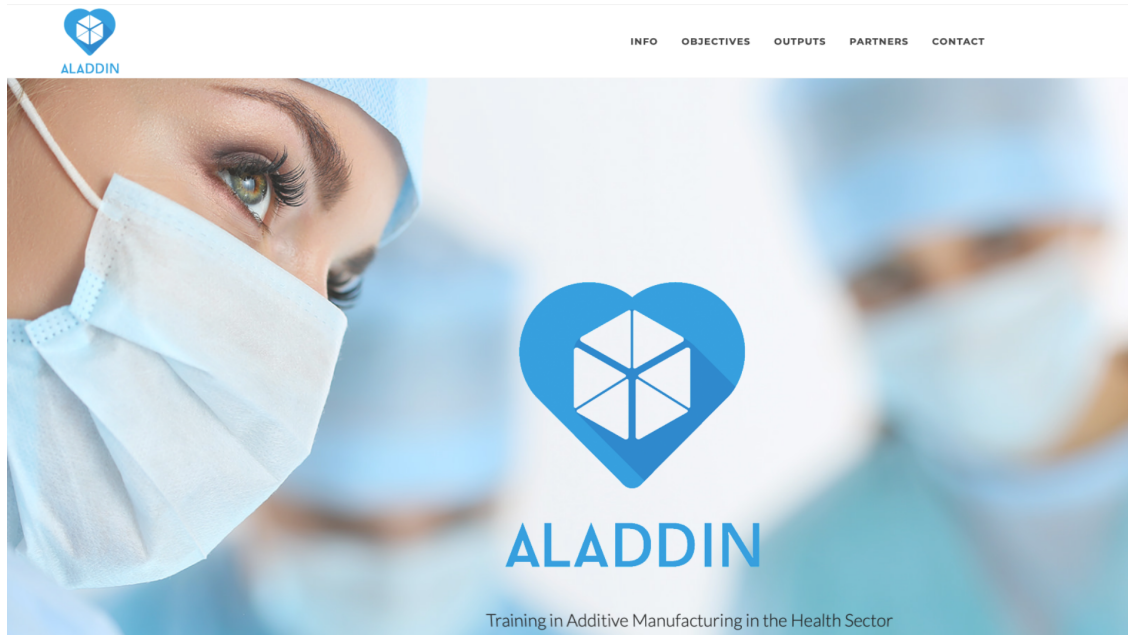 ALADDIN
INFO OBJECTIVES OUTPUTS PARTNERS CONTACT
ALADDIN
Training in Additive Manufacturing in the Health Sector